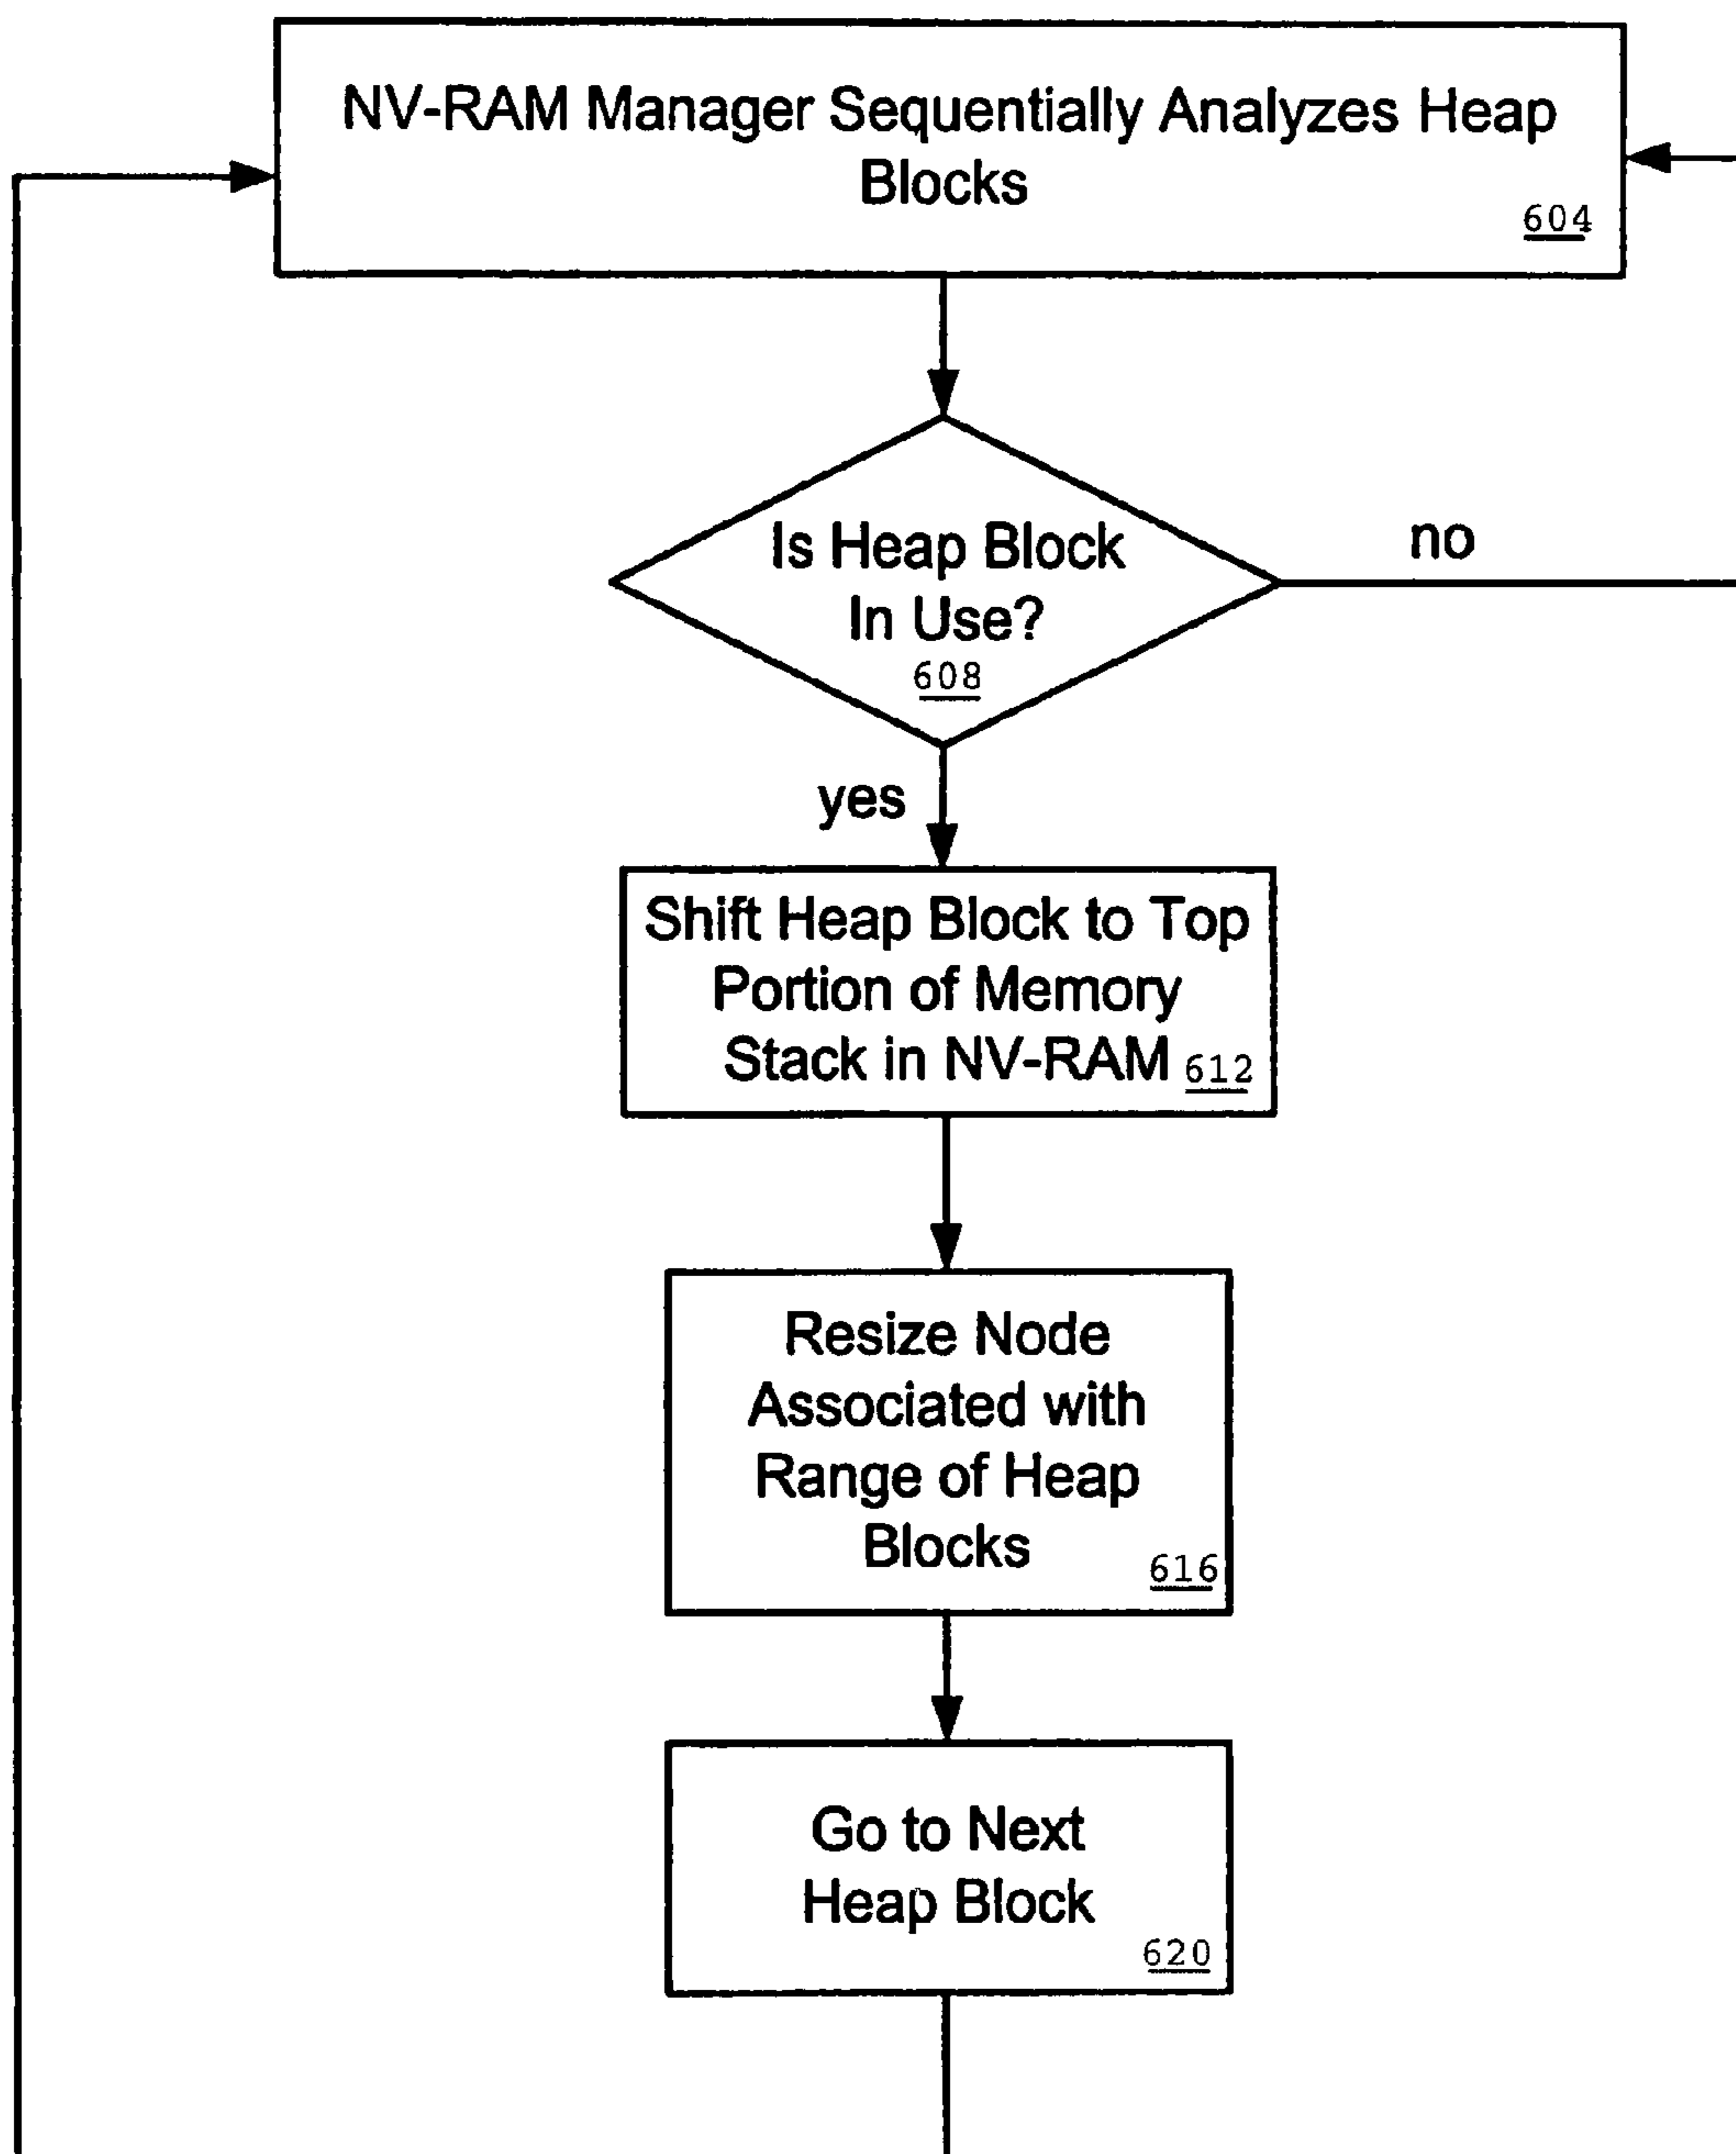 NV-RAM Manager Sequentially Analyzes Heap
Blocks
604
Is Heap Block
In Use?
608
no
yes
Shift Heap Block to Top
Portion of Memory
Stack in NV-RAM 612
Resize Node
Associated with
Range of Heap
Blocks
616
Go to Next
Heap Block
620